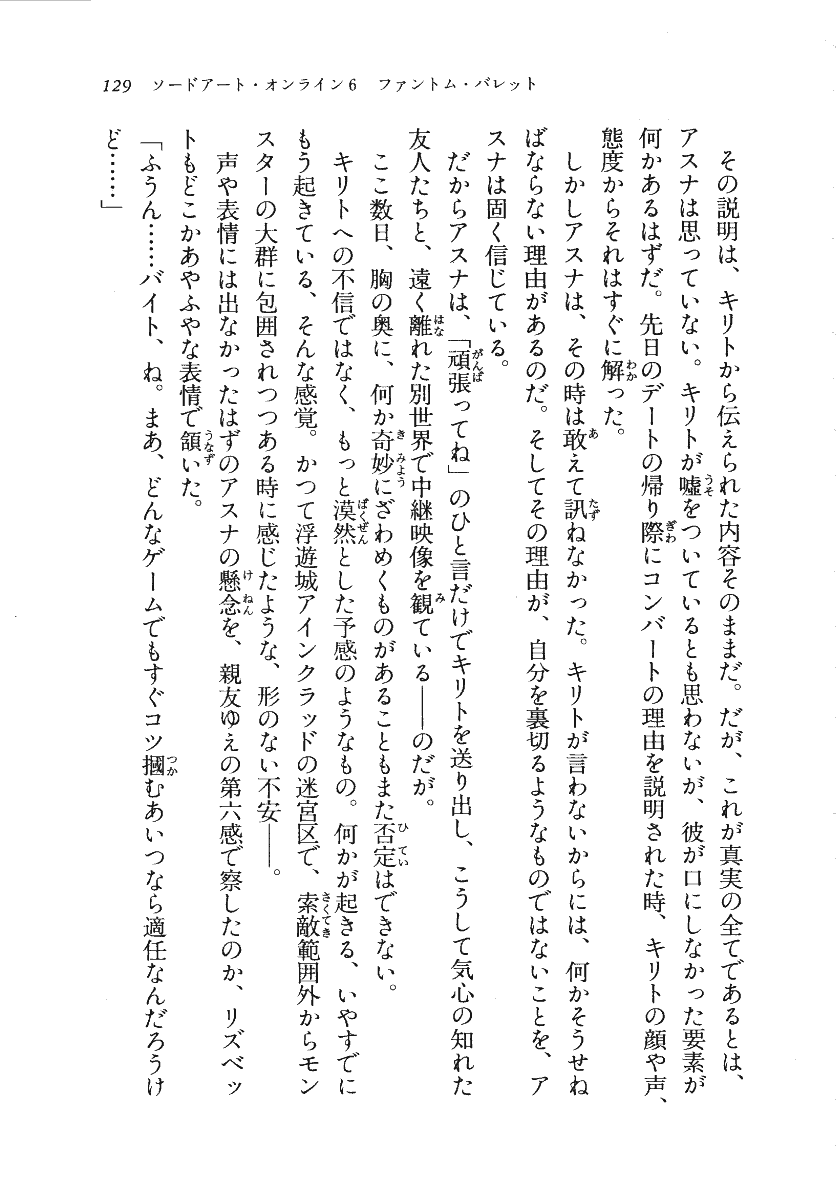 129 ソードアート・オンライン6 ファントム・バレット
その説明は、キリトから伝えられた内容そのままだ。だが、これが真実の全てであるとは、
アスナは思っていない。キリトが嘘をついているとも思わないが、彼が口にしなかった要素が
何かあるはずだ。先日のデートの帰り際にコンバートの理由を説明された時、キリトの顔や声、
態度からそれはすぐに解った。
しかしアスナは、その時は敢えて訊ねなかった。キリトが言わないからには、何かそうせね
ばならない理由があるのだ。そしてその理由が、自分を裏切るようなものではないことを、ア
スナは固く信じている。
だからアスナは、「頑張ってね」のひと言だけでキリトを送り出し、こうして気心の知れた
友人たちと、遠く離れた別世界で中継映像を観ている――のだが。
ここ数日、胸の奥に、何か奇妙にざわめくものがあることもまた否定はできない。
キリトへの不信ではなく、もっと漠然とした予感のようなもの。何かが起きる、いやすでに
もう起きている、そんな感覚。かつて浮遊城アインクラッドの迷宮区で、索敵範囲外からモン
スターの大群に包囲されつつある時に感じたような、形のない不安――。
声や表情には出なかったはずのアスナの懸念を、親友ゆえの第六感で察したのか、リズベッ
トもどこかあやふやな表情で頷いた。
「ふうん……バイト、ね。まあ、どんなゲームでもすぐコツ摑むあいつなら適任なんだろうけ
ど……」